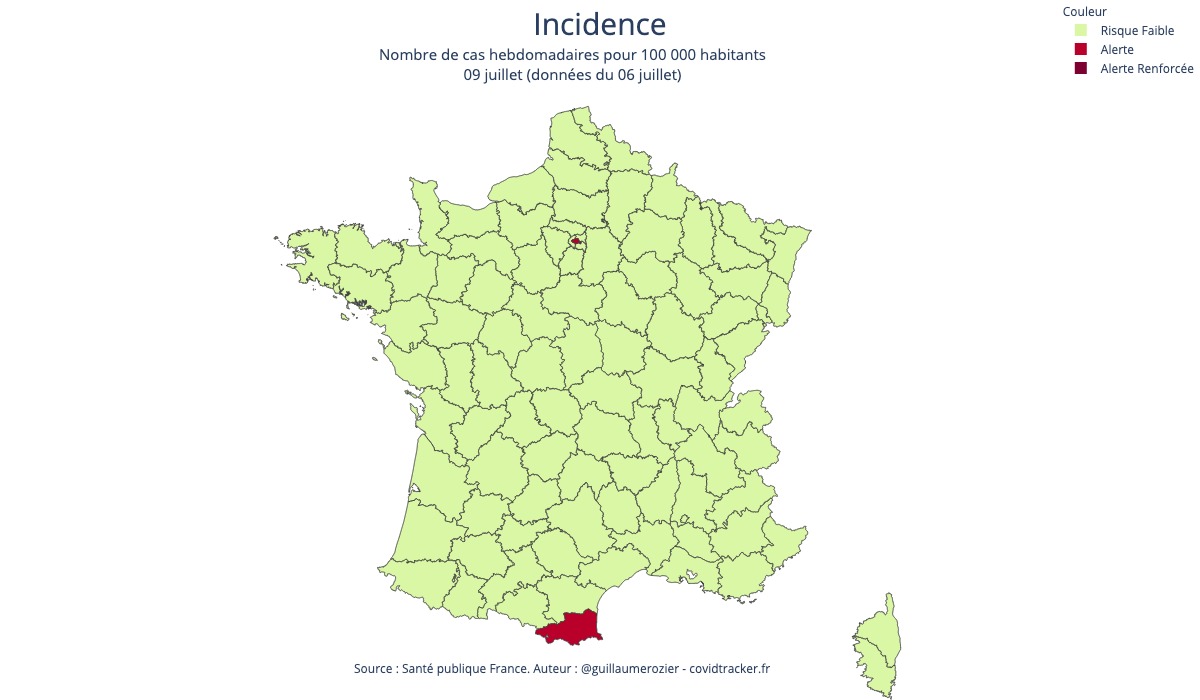 Incidence
Nombre de cas hebdomadaires pour 100 000 habitants
09 juillet (données du 06 juillet)
Couleur
Risque Faible
Alerte
Alerte Renforcée
Source : Santé publique France. Auteur : @guillaumerozier - covidtracker.fr